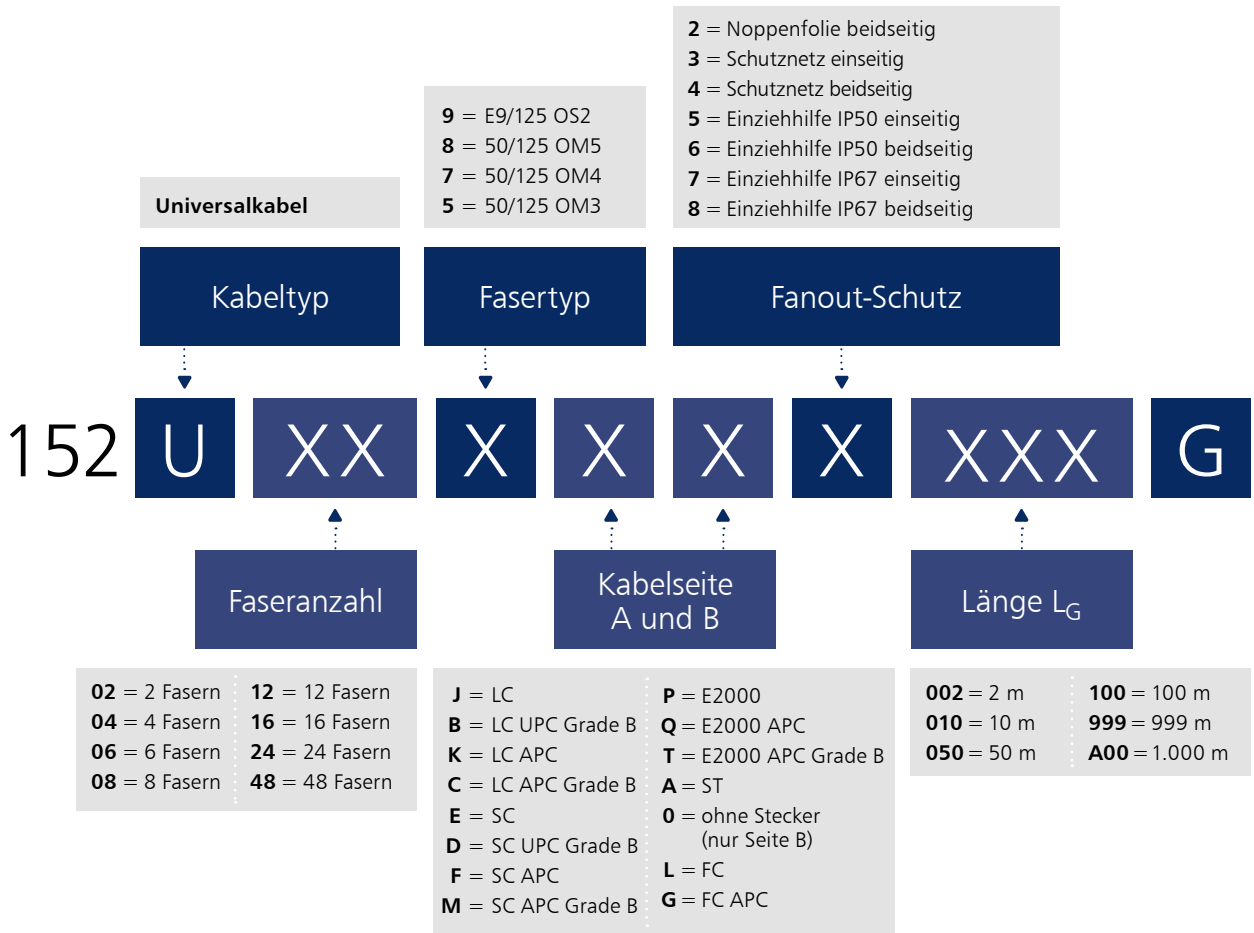 2 = Noppenfolie beidseitig
3 = Schutznetz einseitig
4 = Schutznetz beidseitig
5 = Einziehhilfe IP50 einseitig
6 = Einziehhilfe IP50 beidseitig
7 = Einziehhilfe IP67 einseitig
8 = Einziehhilfe IP67 beidseitig
9 = E9/125 OS2
8 = 50/125 OM5
7 = 50/125 OM4
5 = 50/125 OM3
Universalkabel
Kabeltyp
Fasertyp
Fanout-Schutz
152 U XX X X X X XXX G
Faseranzahl
Kabelseite
A und B
Länge LG
02 = 2 Fasern
04 = 4 Fasern
06 = 6 Fasern
08 = 8 Fasern
12 = 12 Fasern
16 = 16 Fasern
24 = 24 Fasern
48 = 48 Fasern
J = LC
B = LC UPC Grade B
K = LC APC
C = LC APC Grade B
E = SC
D = SC UPC Grade B
F = SC APC
M = SC APC Grade B
P = E2000
Q = E2000 APC
T = E2000 APC Grade B
A = ST
0 = ohne Stecker
(nur Seite B)
L = FC
G = FC APC
002 = 2 m
010 = 10 m
050 = 50 m
100 = 100 m
999 = 999 m
A00 = 1.000 m